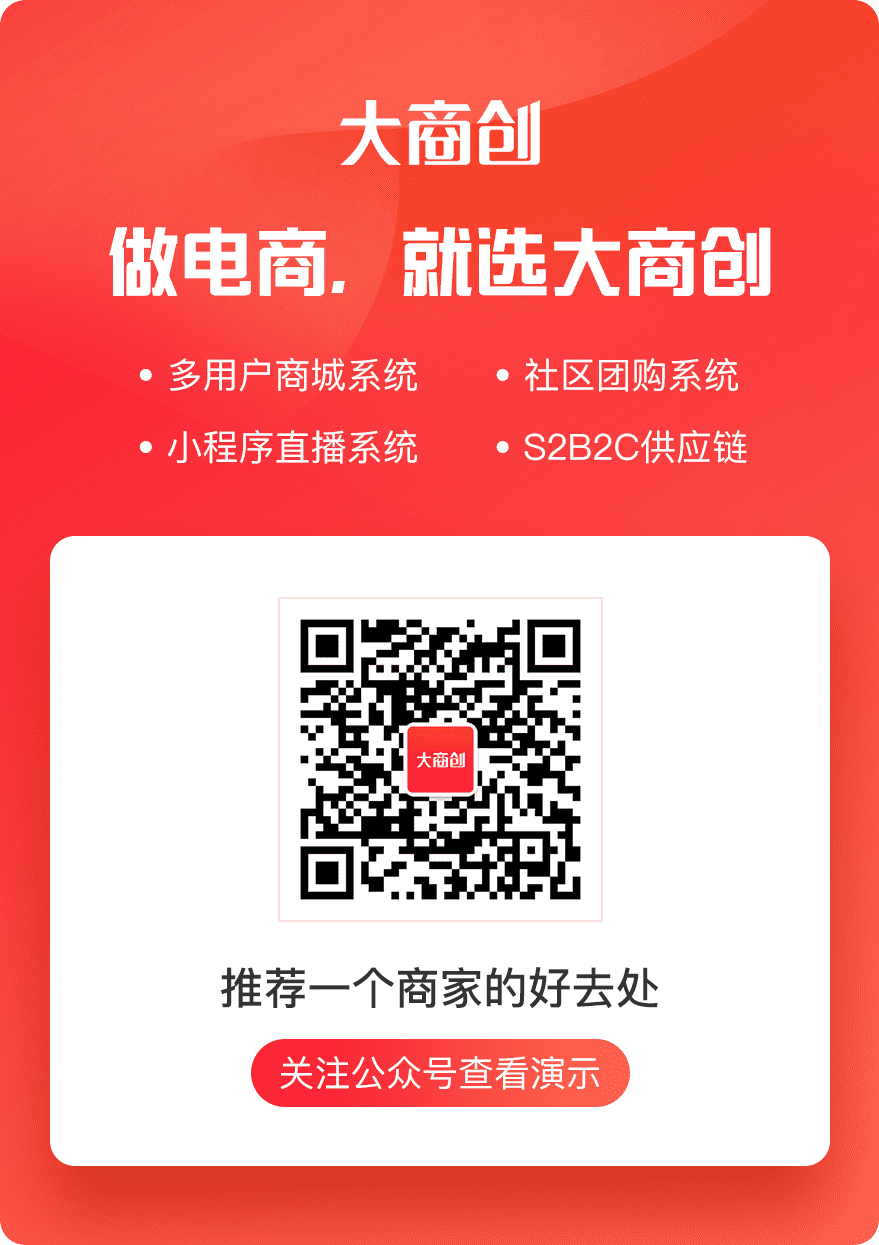 大商创
做电商，就选大商创
• 多用户商城系统
• 社区团购系统
• 小程序直播系统
• S2B2C供应链
大商创
推荐一个商家的好去处
关注公众号查看演示